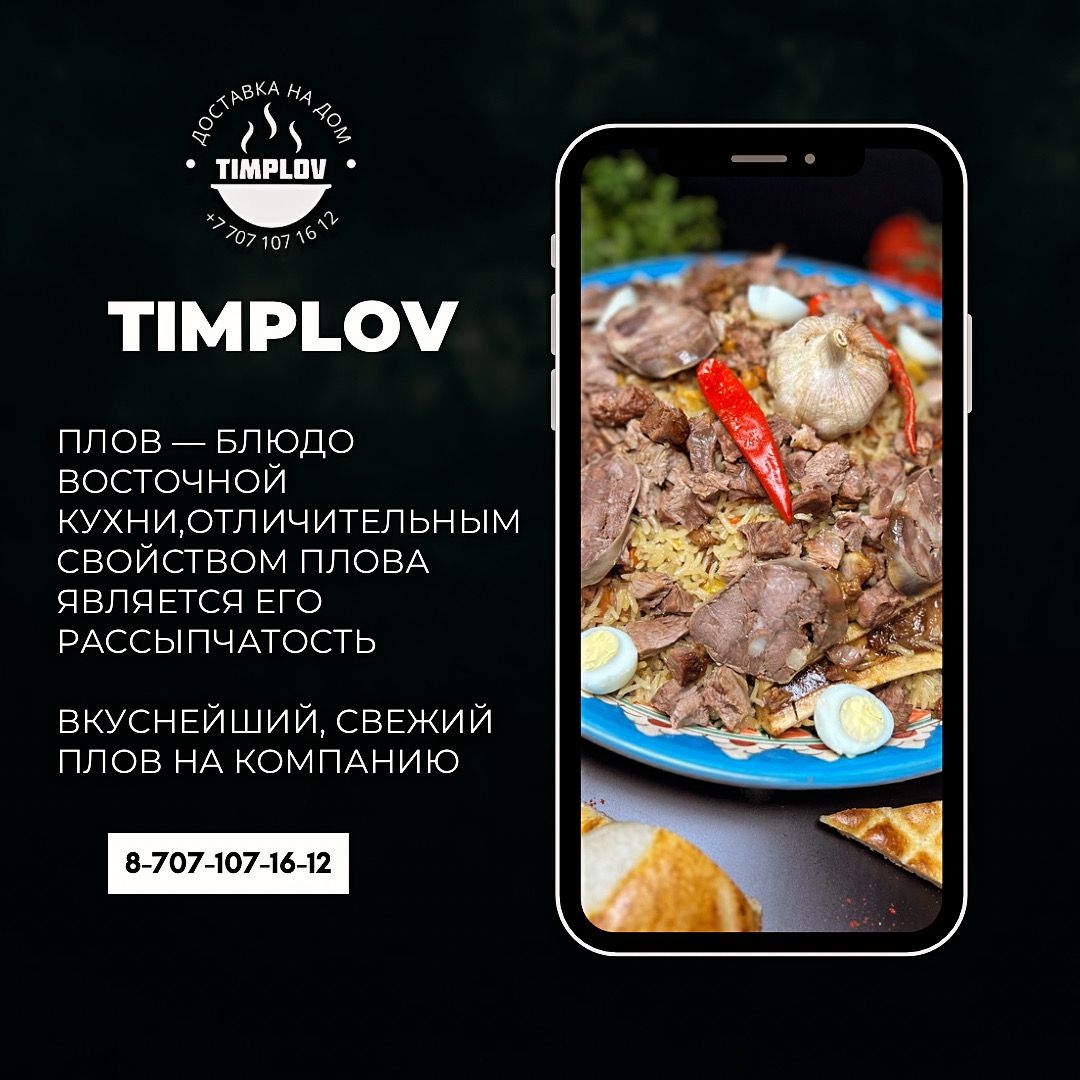 ДОСТАВКА НА ДОМ
TIMPLOV
+7 707 107 16 12
TIMPLOV
ПЛОВ — БЛЮДО
ВОСТОЧНОЙ
КУХНИ,ОТЛИЧИТЕЛЬНЫМ
СВОЙСТВОМ ПЛОВА
ЯВЛЯЕТСЯ ЕГО
РАССЫПЧАТОСТЬ
ВКУСНЕЙШИЙ, СВЕЖИЙ
ПЛОВ НА КОМПАНИЮ
8-707-107-16-12